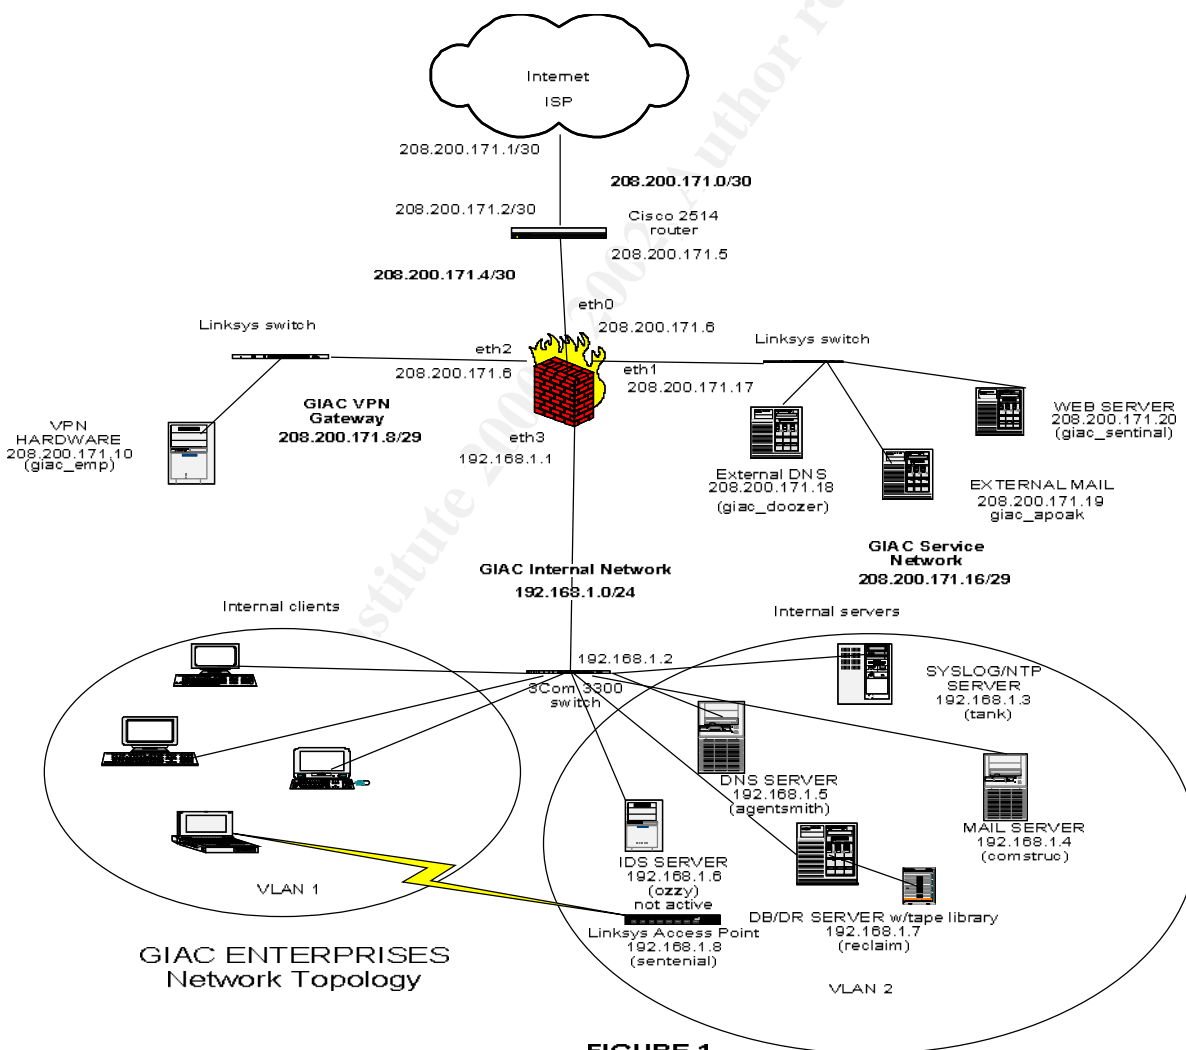 Internet
ISP
208.200.171.1/30
208.200.171.0/30
208.200.171.2/30
Cisco 2514
router
208.200.171.5
208.200.171.4/30
eth0
208.200.171.6
Linksys switch
eth2
208.200.171.6
Linksys switch
eth1
208.200.171.17
GIAC VPN
Gateway
208.200.171.8/29
VPN
HARDWARE
208.200.171.10
(giac_emp)
eth3
192.168.1.1
WEB SERVER
208.200.171.20
(giac_sentinal)
External DNS
208.200.171.18
(giac_doozer)
EXTERNAL MAIL
208.200.171.19
giac_apoak
GIAC Service
Network
208.200.171.16/29
GIAC Internal Network
192.168.1.0/24
Internal clients
Internal servers
192.168.1.2
3Com 3300
switch
SYSLOG/NTP
SERVER
192.168.1.3
(tank)
DNS SERVER
192.168.1.5
(agentsmith)
MAIL SERVER
192.168.1.4
(comstruc)
IDS SERVER
192.168.1.6
(ozzy)
not active
VLAN 1
DB/DR SERVER w/tape library
192.168.1.7
(reclaim)
Linksys Access Point
192.168.1.8
(sentenial)
VLAN 2
GIAC ENTERPRISES
Network Topology
FIGURE 1
stitute 200
2002, Author re